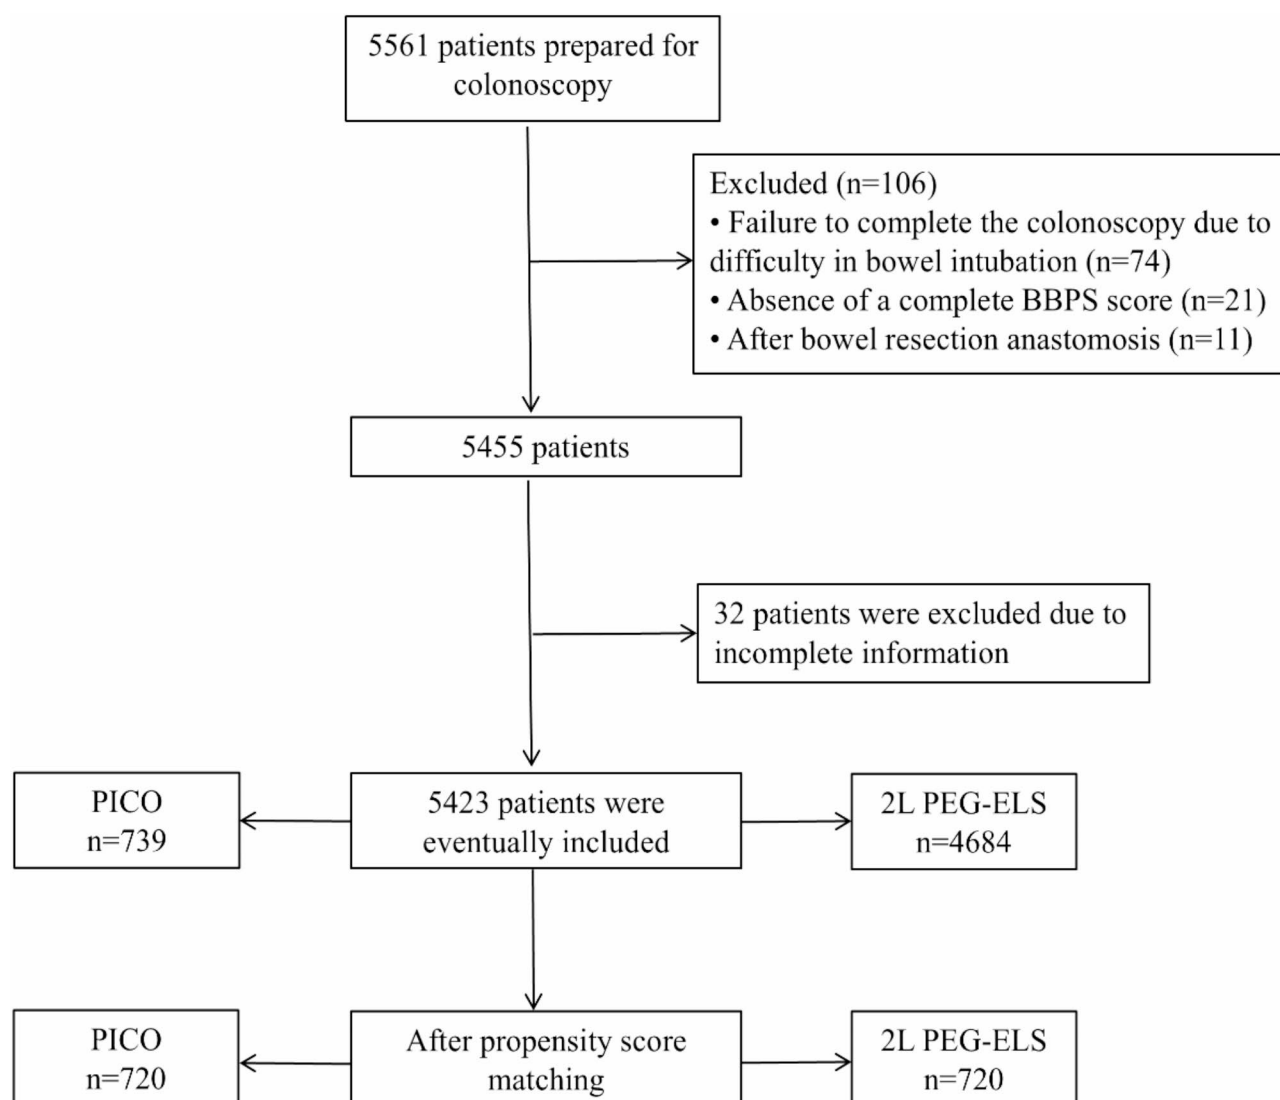 5561 patients prepared for
colonoscopy
Excluded (n=106)
• Failure to complete the colonoscopy due to
difficulty in bowel intubation (n=74)
• Absence of a complete BBPS score (n=21)
• After bowel resection anastomosis (n=11)
5455 patients
32 patients were excluded due to
incomplete information
PICO
n=739
5423 patients were
eventually included
2L PEG-ELS
n=4684
PICO
n=720
After propensity score
matching
2L PEG-ELS
n=720